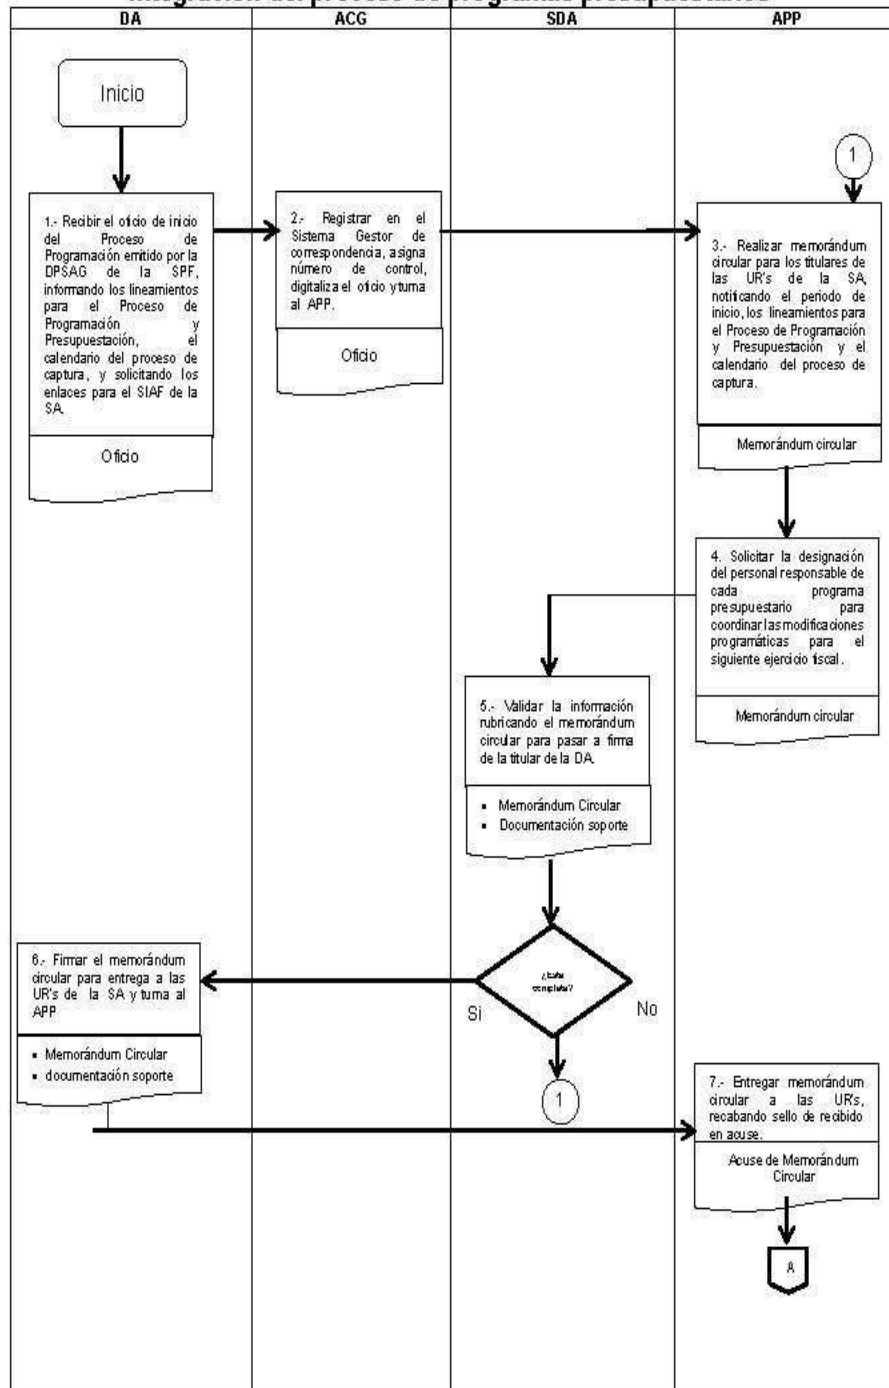 Integración del proceso de programas presupuestarios
DA
ACG
SDA
APP
Inicio
1
1.- Recibir el oficio de inicio
del Proceso de
Programación emitido por la
DPSAG de la SPF,
informando los lineamientos
para el Proceso de
Programación y
Presupuestación, el
calendario del proceso de
captura, y solicitando los
enlaces para el SIAF de la
SA.
Oficio
2.- Registrar en el
Sistema Gestor de
correspondencia, asigna
número de control,
digitaliza el oficio y turna
al APP.
Oficio
3.- Realizar memorándum
circular para los titulares de
las UR's de la SA,
notificando el periodo de
inicio, los lineamientos para
el Proceso de Programación
y Presupuestación y el
calendario del proceso de
captura.
Memorándum circular
4. Solicitar la designación
del personal responsable de
cada programa
presupuestario para
coordinar las modificaciones
programáticas para el
siguiente ejercicio fiscal.
Memorándum circular
5.- Validar la información
rubricando el memorándum
circular para pasar a firma
de la titular de la DA.
• Memorándum Circular
• Documentación soporte
¿Esta
completa?
Si
No
1
6.- Firmar el memorándum
circular para entrega a las
UR's de la SA y turna al
APP
• Memorándum Circular
• documentación soporte
7.- Entregar memorándum
circular a las UR's,
recabando sello de recibido
en acuse.
Acuse de Memorándum
Circular
A